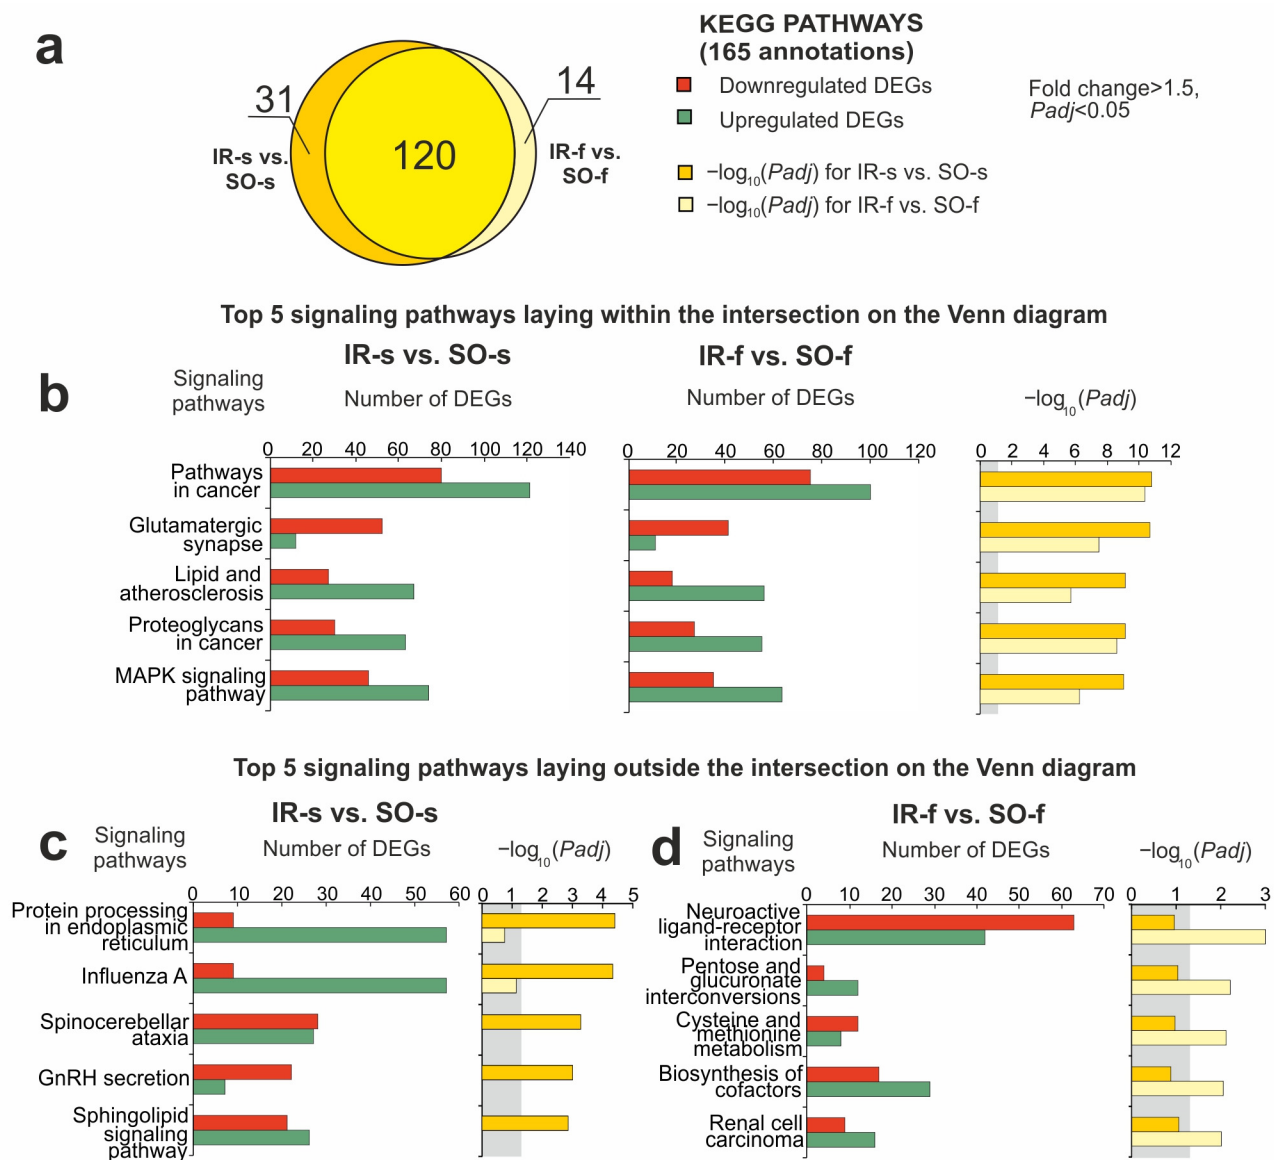 a
KEGG PATHWAYS
(165 annotations)
31
14
120
IR-s vs.
SO-s
IR-f vs.
SO-f
Downregulated DEGs
Upregulated DEGs
Fold change>1.5,
Padj<0.05
−log10(Padj) for IR-s vs. SO-s
−log10(Padj) for IR-f vs. SO-f
Top 5 signaling pathways laying within the intersection on the Venn diagram
b
Signaling
pathways
IR-s vs. SO-s
Number of DEGs
IR-f vs. SO-f
Number of DEGs
−log10(Padj)
0 20 40 60 80 100 120 140
0 20 40 60 80 100 120
0 2 4 6 8 10 12
Pathways
in cancer
Glutamatergic
synapse
Lipid and
atherosclerosis
Proteoglycans
in cancer
MAPK signaling
pathway
Top 5 signaling pathways laying outside the intersection on the Venn diagram
c
Signaling
pathways
IR-s vs. SO-s
Number of DEGs
−log10(Padj)
0 10 20 30 40 50 60
0 1 2 3 4 5
Protein processing
in endoplasmic
reticulum
Influenza A
Spinocerebellar
ataxia
GnRH secretion
Sphingolipid
signaling
pathway
d
Signaling
pathways
IR-f vs. SO-f
Number of DEGs
−log10(Padj)
0 10 20 30 40 50 60 70
0 1 2 3
Neuroactive
ligand-receptor
interaction
Pentose and
glucuronate
interconversions
Cysteine and
methionine
metabolism
Biosynthesis of
cofactors
Renal cell
carcinoma